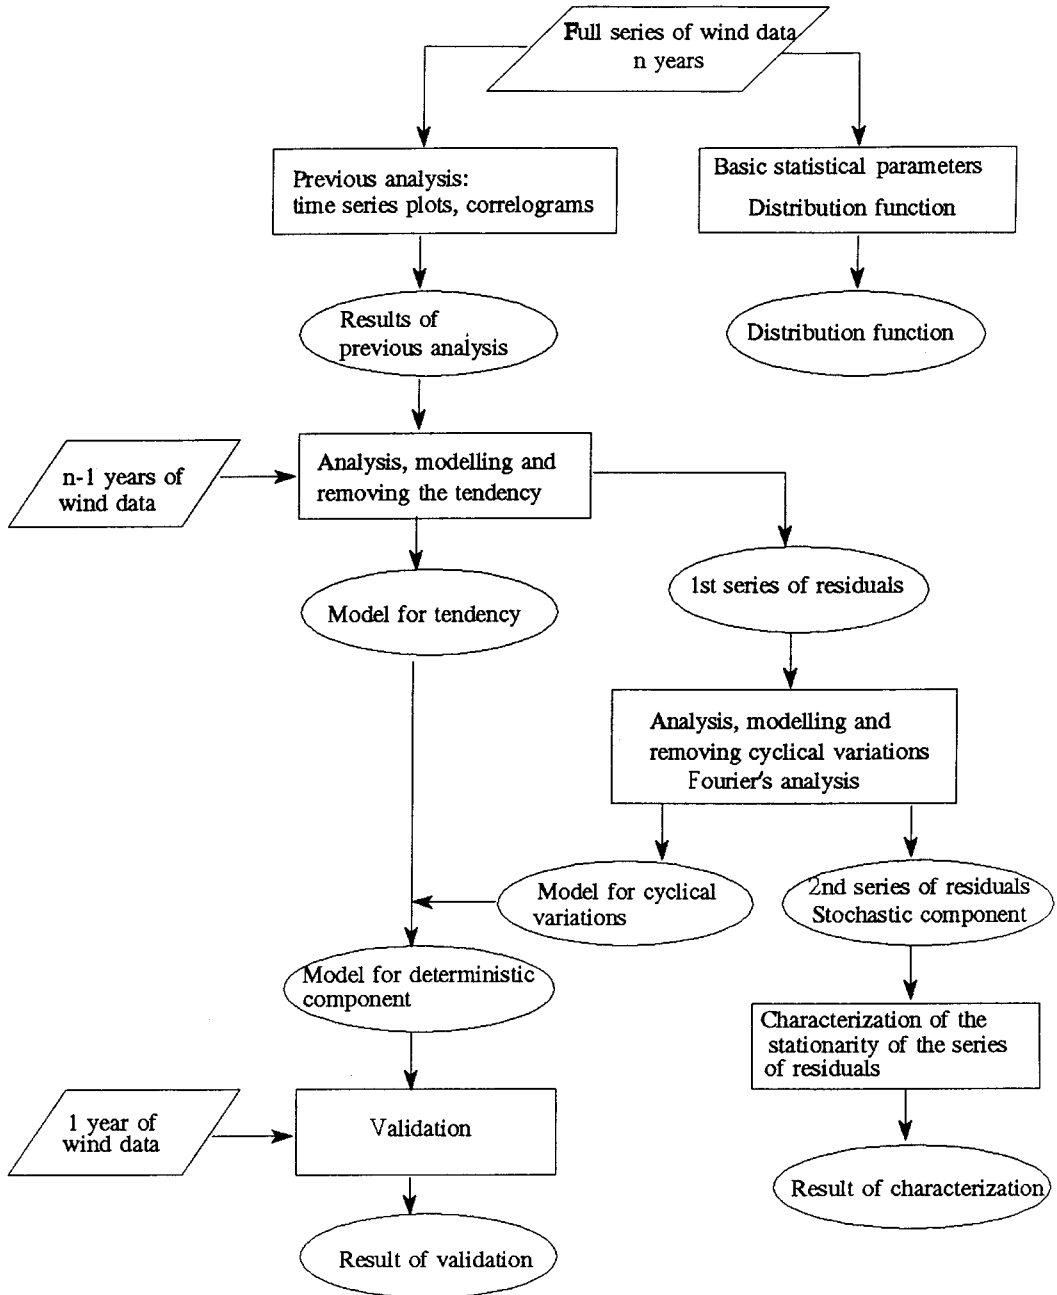 Full series of wind data
n years
Previous analysis:
time series plots, correlograms
Basic statistical parameters
Distribution function
Results of
previous analysis
Distribution function
n-1 years of
wind data
Analysis, modelling and
removing the tendency
1st series of residuals
Model for tendency
Analysis, modelling and
removing cyclical variations
Fourier's analysis
Model for cyclical
variations
2nd series of residuals
Stochastic component
Model for deterministic
component
Characterization of the
stationarity of the series
of residuals
1 year of
wind data
Validation
Result of characterization
Result of validation